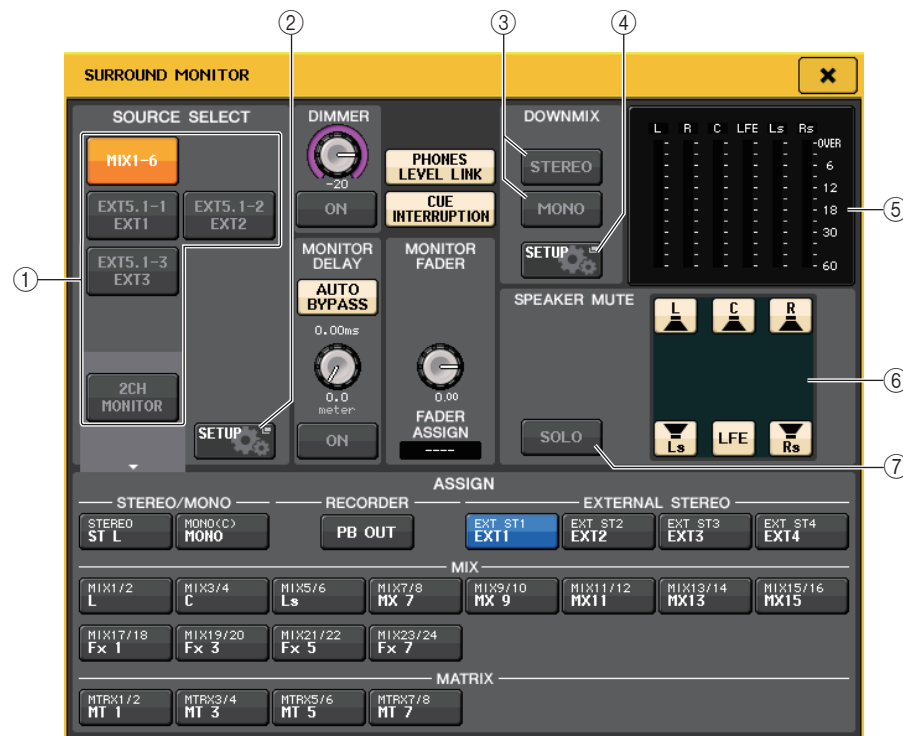 ① ② ③ ④ ⑤ ⑥ ⑦
SURROUND MONITOR
SOURCE SELECT
MIX1-6
EXT5.1-1
EXT1
EXT5.1-2
EXT2
EXT5.1-3
EXT3
2CH
MONITOR
SETUP
DIMMER
-20
ON
PHONES
LEVEL LINK
CUE
INTERRUPTION
MONITOR
DELAY
AUTO
BYPASS
0.00ms
0.0
meter
ON
MONITOR
FADER
0.00
FADER
ASSIGN
----
DOWNMIX
STEREO
MONO
SETUP
L R C LFE Ls Rs
OVER
6
12
18
30
60
SPEAKER MUTE
L
C
R
Ls
LFE
Rs
SOLO
ASSIGN
STEREO/MONO
STEREO
ST L
MONO(C)
MONO
RECORDER
PB OUT
EXTERNAL STEREO
EXT ST1
EXT1
EXT ST2
EXT2
EXT ST3
EXT3
EXT ST4
EXT4
MIX
MIX1/2
L
MIX3/4
C
MIX5/6
Ls
MIX7/8
MX 7
MIX9/10
MX 9
MIX11/12
MX11
MIX13/14
MX13
MIX15/16
MX15
MIX17/18
Fx 1
MIX19/20
Fx 3
MIX21/22
Fx 5
MIX23/24
Fx 7
MATRIX
MTRX1/2
MT 1
MTRX3/4
MT 3
MTRX5/6
MT 5
MTRX7/8
MT 7